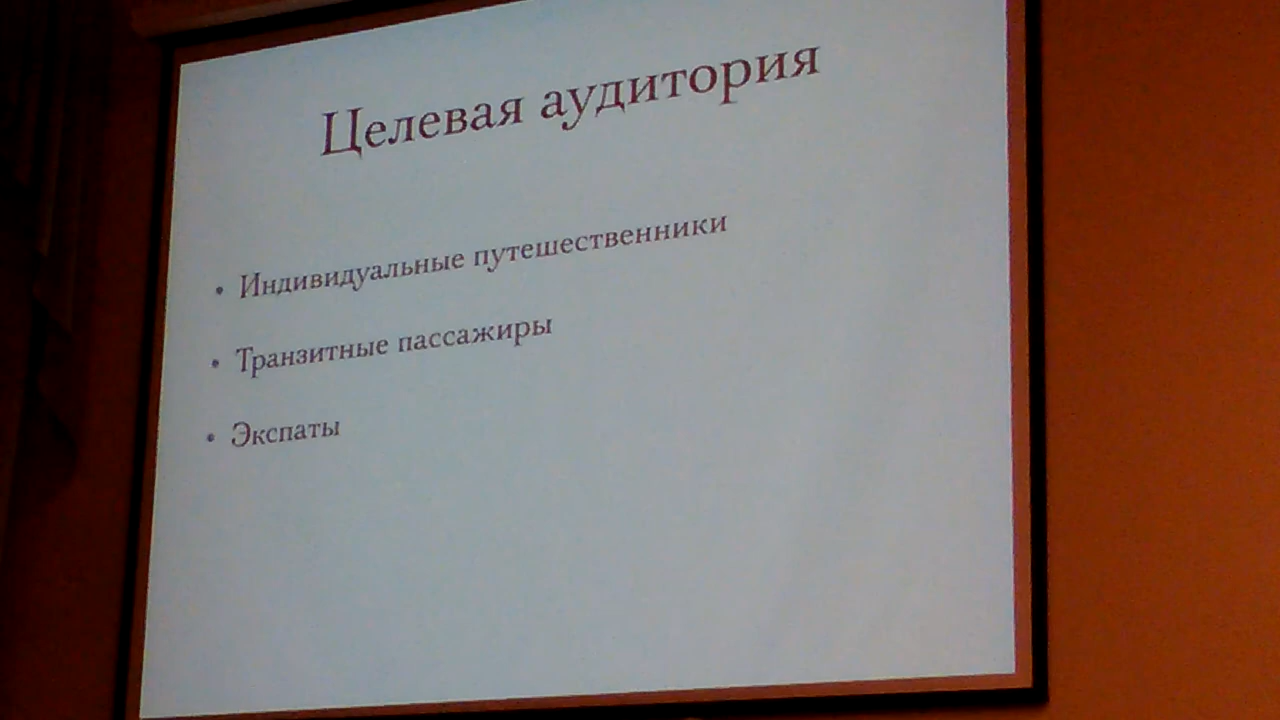 Целевая аудитория
• Индивидуальные путешественники
• Транзитные пассажиры
• Экспаты